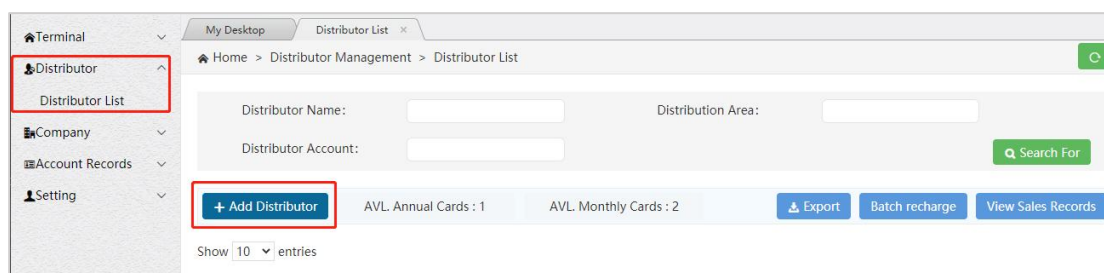 Terminal
Distributor
Distributor List
Company
Account Records
Setting
My Desktop Distributor List ×
Home > Distributor Management > Distributor List
Distributor Name: Distribution Area:
Distributor Account: Search For
+ Add Distributor AVL. Annual Cards : 1 AVL. Monthly Cards : 2 Export Batch recharge View Sales Records
Show 10 entries